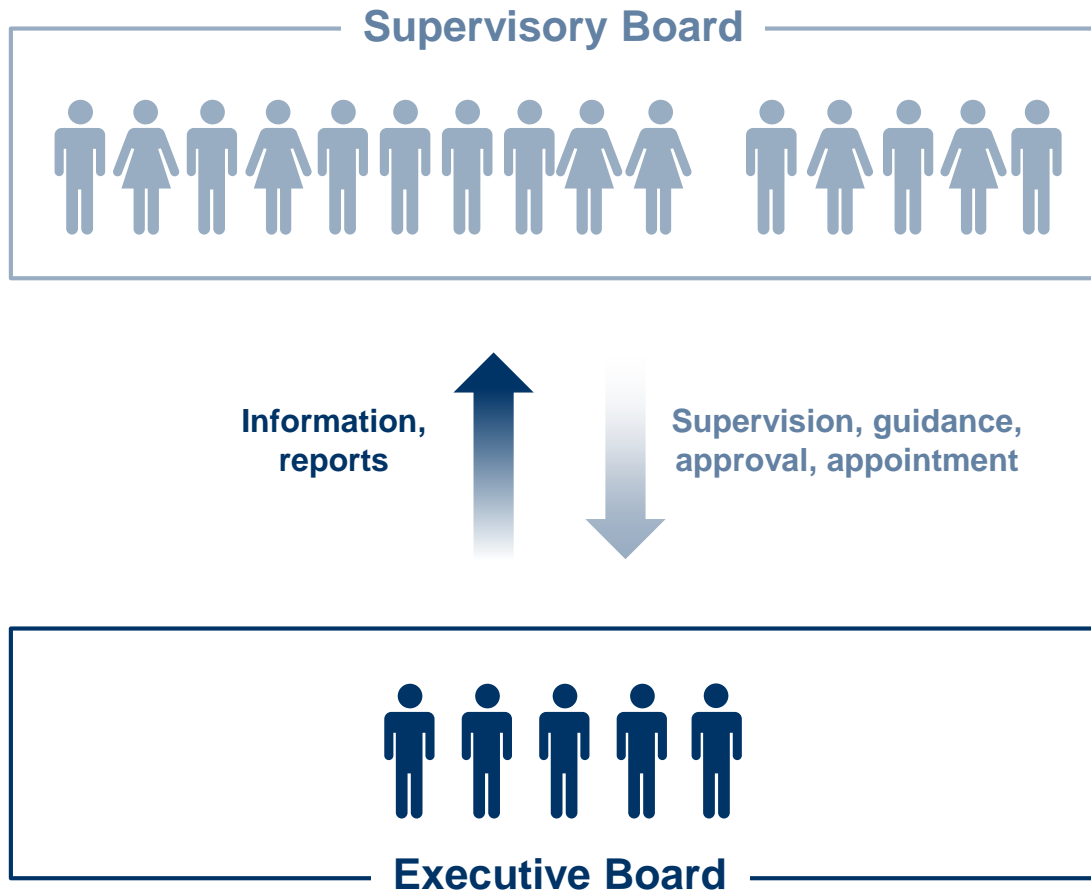 Supervisory Board
Information,
reports
Supervision, guidance,
approval, appointment
Executive Board